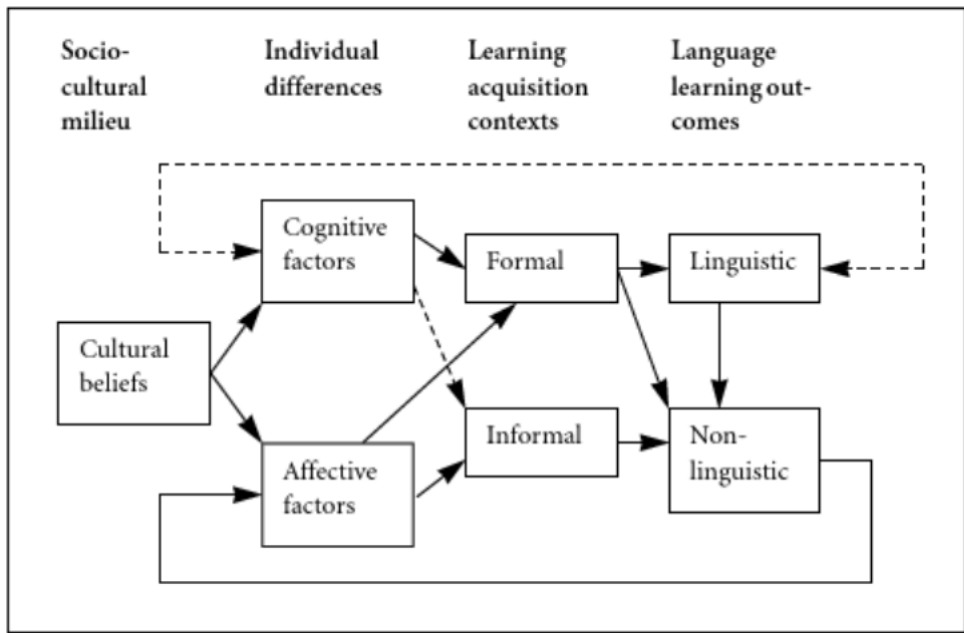 Socio-
cultural
milieu
Individual
differences
Learning
acquisition
contexts
Language
learning out-
comes
Cognitive
factors
Formal
Linguistic
Cultural
beliefs
Informal
Non-
linguistic
Affective
factors